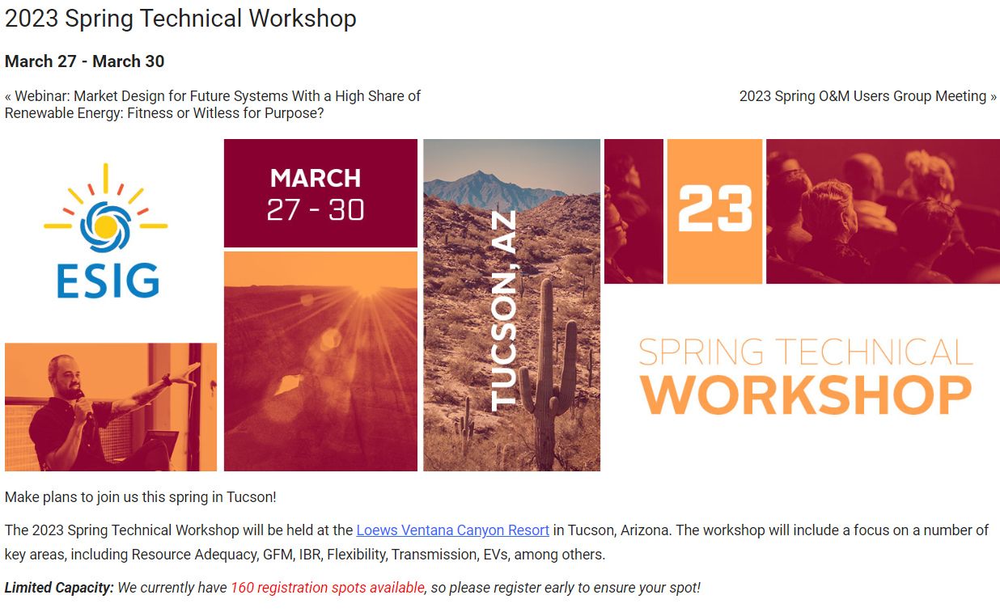 2023 Spring Technical Workshop
March 27 - March 30
« Webinar: Market Design for Future Systems With a High Share of
Renewable Energy: Fitness or Witless for Purpose?
2023 Spring O&M Users Group Meeting »
ESIG
MARCH
27 - 30
TUCSON, AZ
23
SPRING TECHNICAL
WORKSHOP
Make plans to join us this spring in Tucson!
The 2023 Spring Technical Workshop will be held at the Loews Ventana Canyon Resort in Tucson, Arizona. The workshop will include a focus on a number of
key areas, including Resource Adequacy, GFM, IBR, Flexibility, Transmission, EVs, among others.
Limited Capacity: We currently have 160 registration spots available, so please register early to ensure your spot!